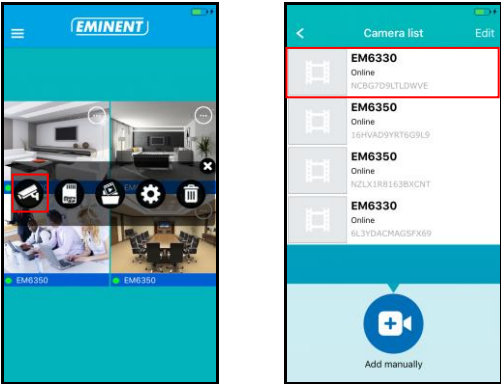 EMINENT
EM6350
EM6350
Camera list
Edit
EM6330
Online
NCBG7D9LTLDWVE
EM6350
Online
16HVAD9YRT6G9L9
EM6350
Online
NZLX1R8163BXCNT
EM6330
Online
6L3YDACMAGSPX69
Add manually